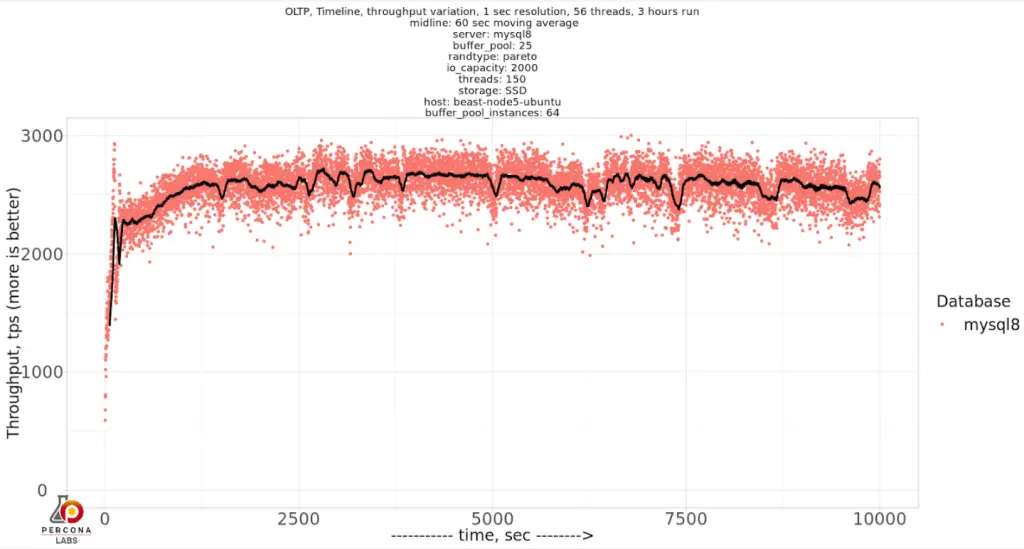 OLTP, Timeline, throughput variation, 1 sec resolution, 56 threads, 3 hours run
midline: 60 sec moving average
server: mysql8
buffer_pool: 25
randtype: pareto
io_capacity: 2000
threads: 150
storage: SSD
host: beast-node5-ubuntu
buffer_pool_instances: 64
Throughput, tps (more is better)
3000
2000
1000
0
Database
mysql8
0
2500
5000
7500
10000
----------- time, sec -------->
PERCONA
LABS